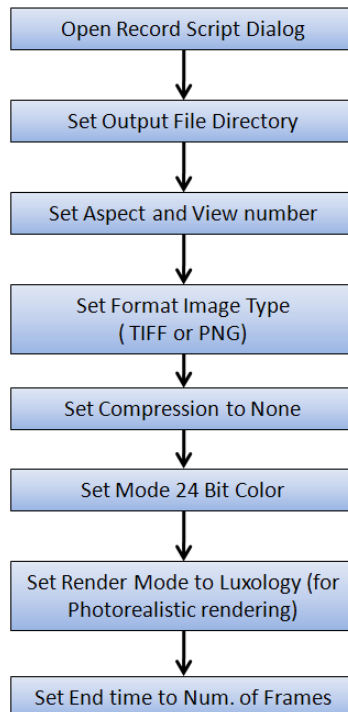 Open Record Script Dialog
Set Output File Directory
Set Aspect and View number
Set Format Image Type
( TIFF or PNG)
Set Compression to None
Set Mode 24 Bit Color
Set Render Mode to Luxology (for
Photorealistic rendering)
Set End time to Num. of Frames